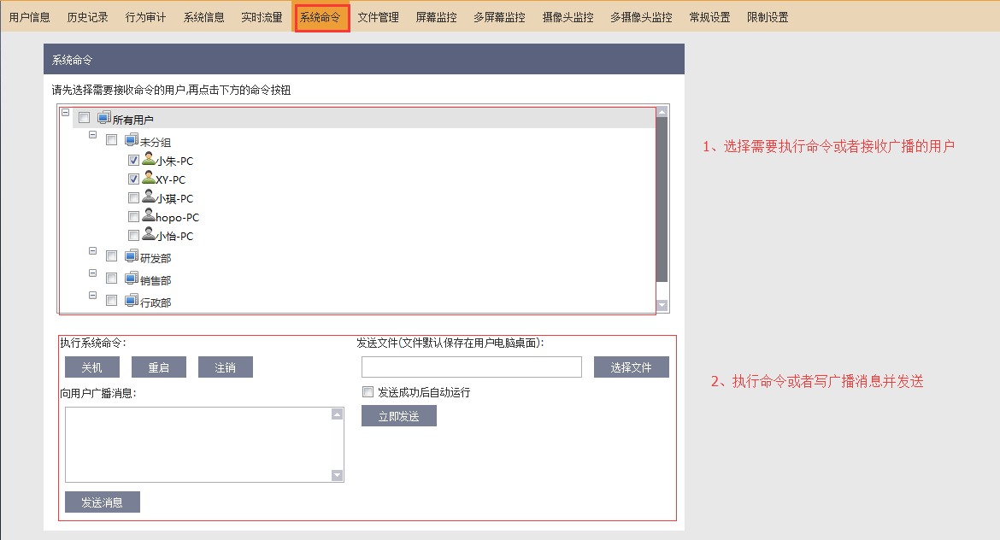 用户信息 历史记录 行为审计 系统信息 实时流量 系统命令 文件管理 屏幕监控 多屏幕监控 摄像头监控 多摄像头监控 常规设置 限制设置
系统命令
请先选择需要接收命令的用户,再点击下方的命令按钮
所有用户
未分组
小朱-PC
XY-PC
小琪-PC
hopo-PC
小怡-PC
研发部
销售部
行政部
1、选择需要执行命令或者接收广播的用户
执行系统命令:
关机 重启 注销
向用户广播消息:
发送消息
发送文件(文件默认保存在用户电脑桌面):
选择文件
发送成功后自动运行
立即发送
2、执行命令或者写广播消息并发送